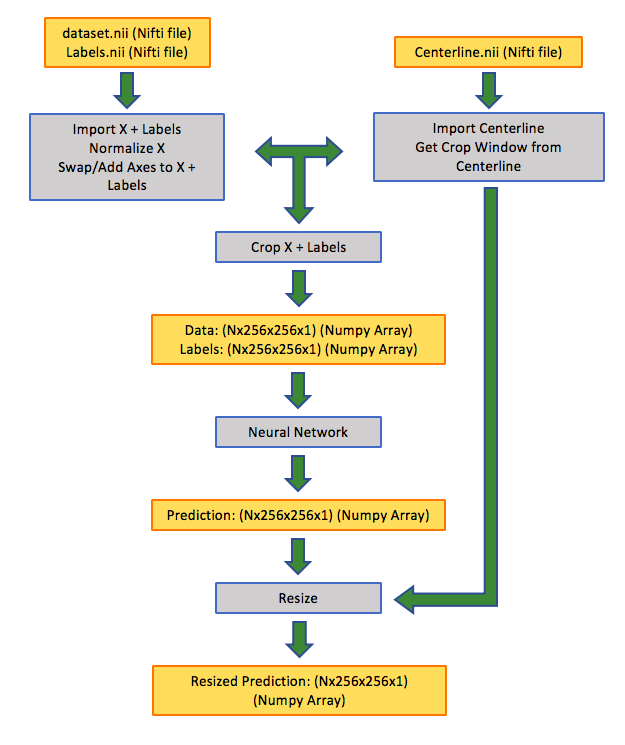 dataset.nii (Nifti file)
Labels.nii (Nifti file)
Centerline.nii (Nifti file)
Import X + Labels
Normalize X
Swap/Add Axes to X +
Labels
Import Centerline
Get Crop Window from
Centerline
Crop X + Labels
Data: (Nx256x256x1) (Numpy Array)
Labels: (Nx256x256x1) (Numpy Array)
Neural Network
Prediction: (Nx256x256x1) (Numpy Array)
Resize
Resized Prediction: (Nx256x256x1)
(Numpy Array)